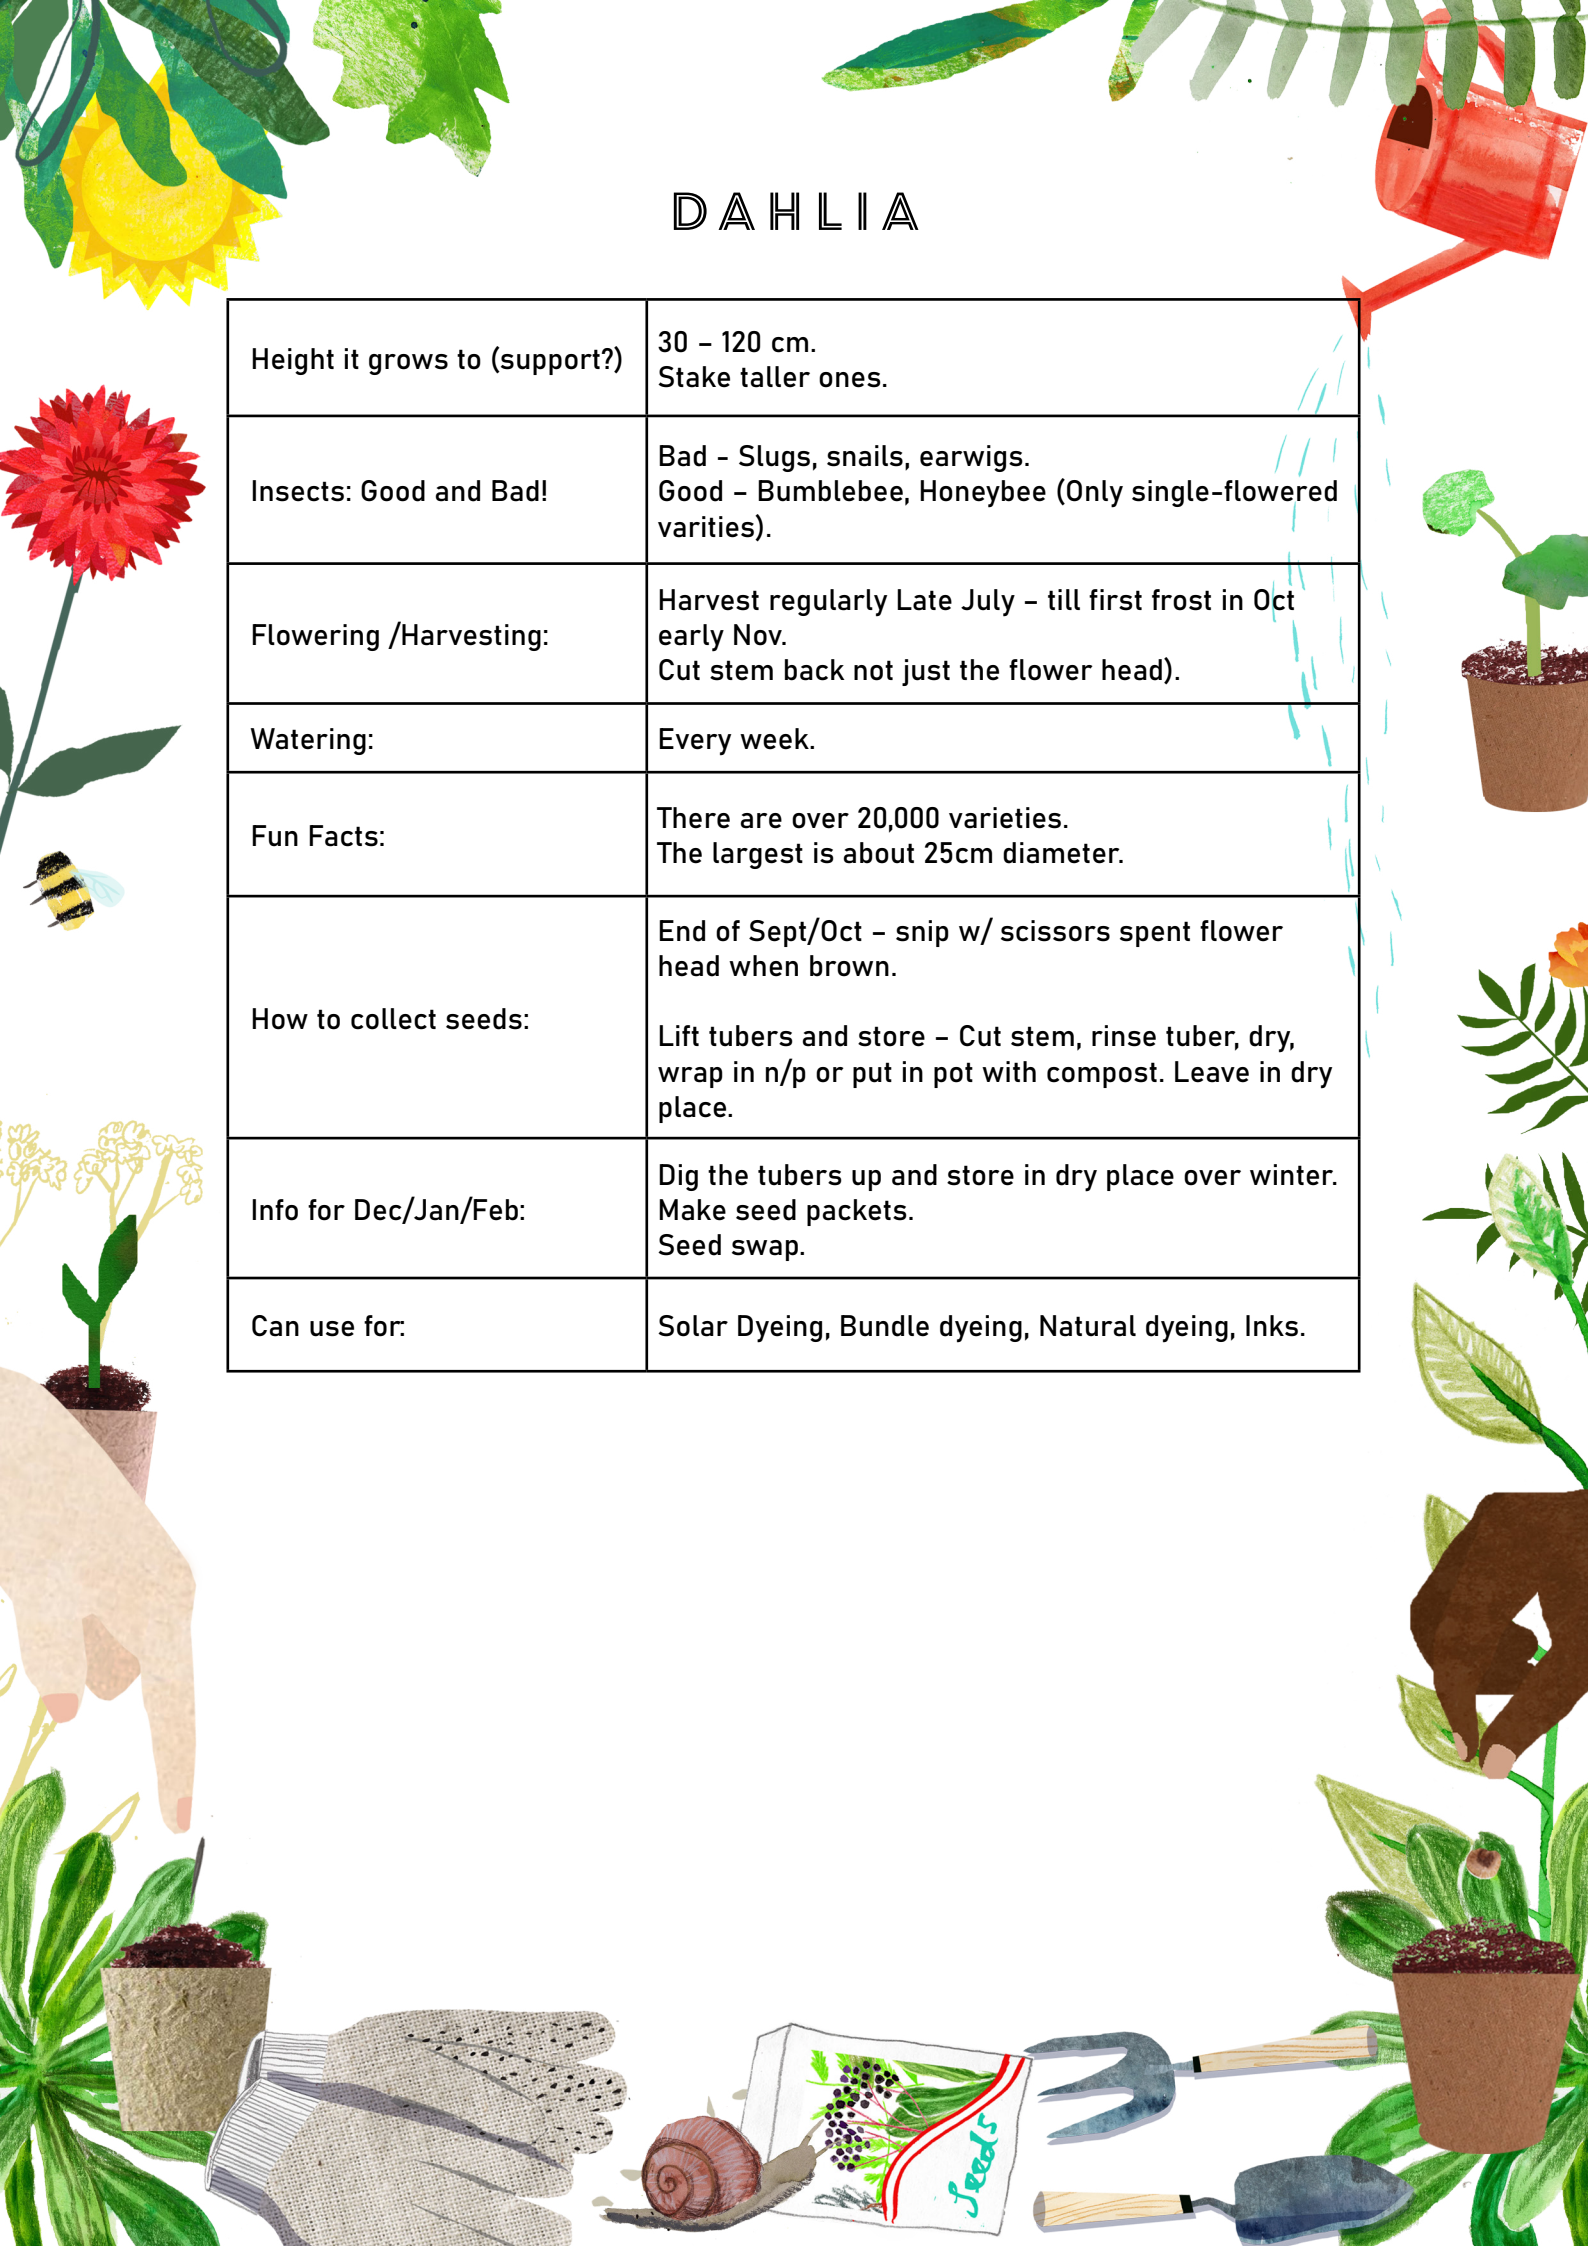 DAHLIA
Height it grows to (support?)
30 – 120 cm.
Stake taller ones.
Insects: Good and Bad!
Bad - Slugs, snails, earwigs.
Good – Bumblebee, Honeybee (Only single-flowered
varities).
Flowering /Harvesting:
Harvest regularly Late July – till first frost in Oct
early Nov.
Cut stem back not just the flower head).
Watering:
Every week.
Fun Facts:
There are over 20,000 varieties.
The largest is about 25cm diameter.
How to collect seeds:
End of Sept/Oct – snip w/ scissors spent flower
head when brown.
Lift tubers and store – Cut stem, rinse tuber, dry,
wrap in n/p or put in pot with compost. Leave in dry
place.
Info for Dec/Jan/Feb:
Dig the tubers up and store in dry place over winter.
Make seed packets.
Seed swap.
Can use for:
Solar Dyeing, Bundle dyeing, Natural dyeing, Inks.
Seeds